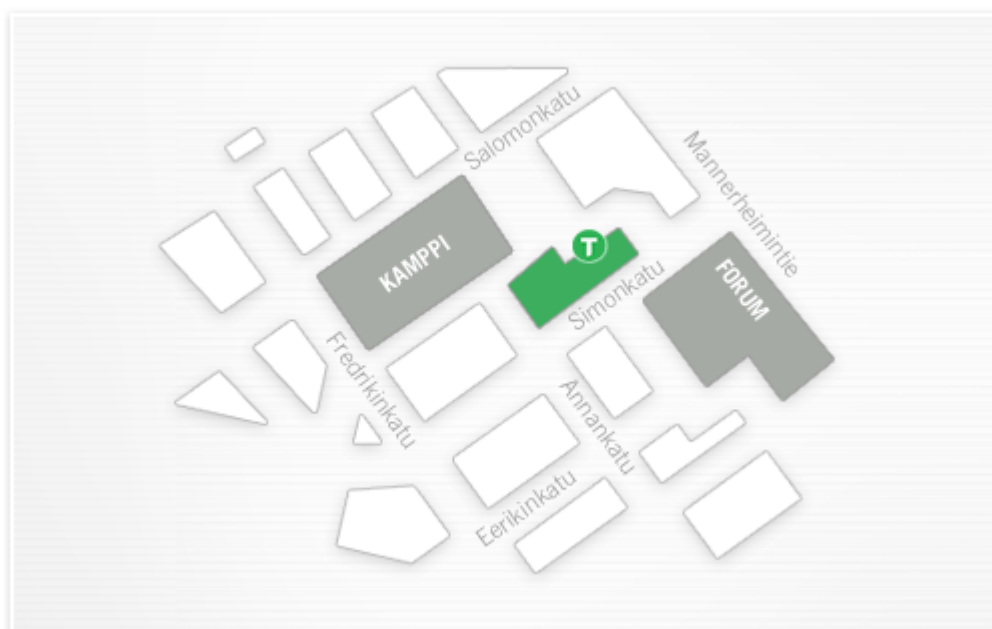 Salomonkatu
Mannerheimintie
KAMPPI
T
FORUM
Simonkatu
Fredrikinkatu
Annankatu
Eerikinkatu